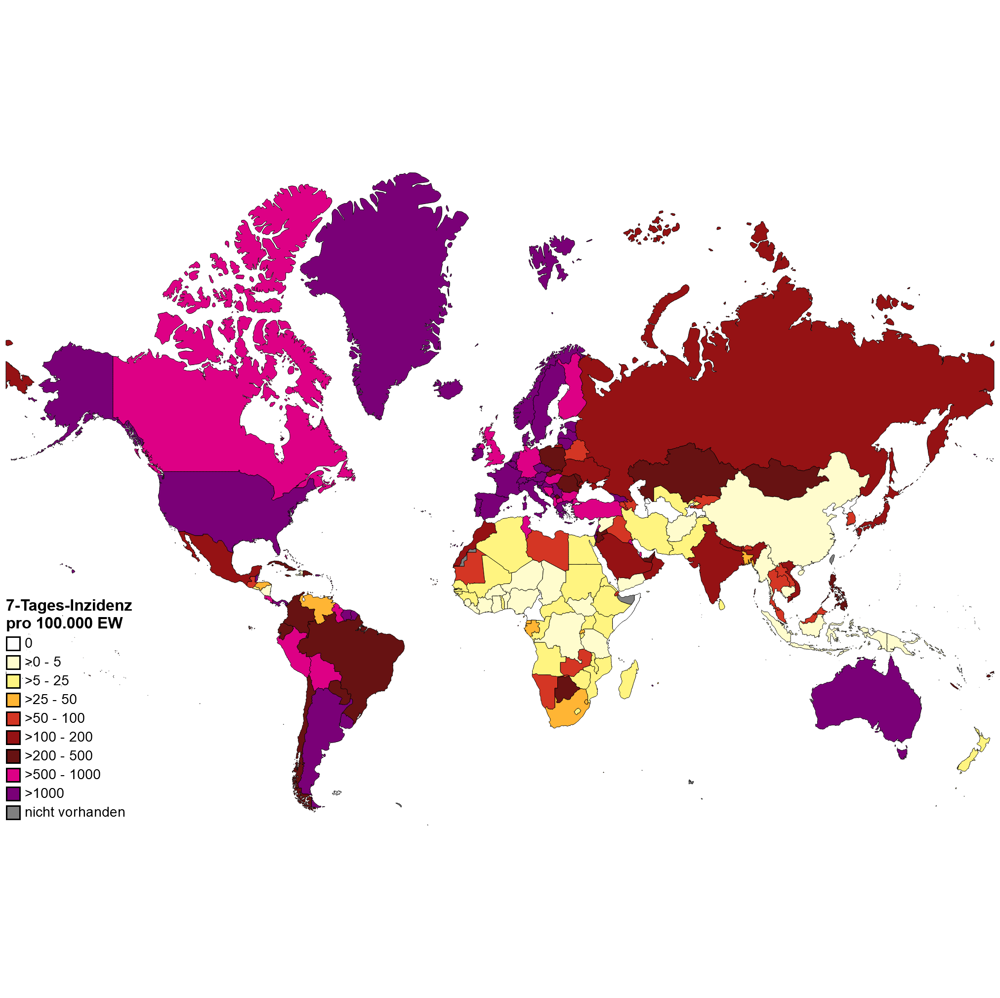 7-Tages-Inzidenz
pro 100.000 EW
0
>0 - 5
>5 - 25
>25 - 50
>50 - 100
>100 - 200
>200 - 500
>500 - 1000
>1000
nicht vorhanden